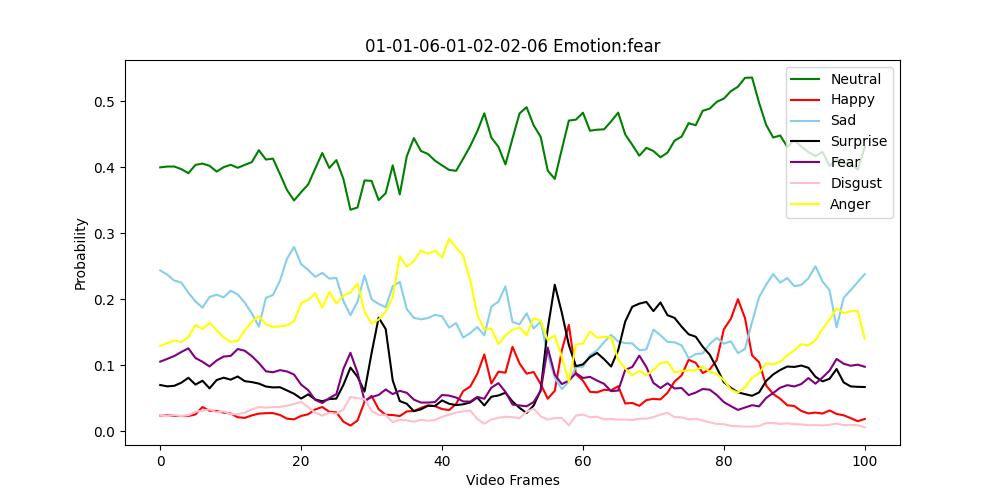 01-01-06-01-02-02-06 Emotion:fear
Probability
0.5
0.4
0.3
0.2
0.1
0.0
0
20
40
60
80
100
Video Frames
Neutral
Happy
Sad
Surprise
Fear
Disgust
Anger